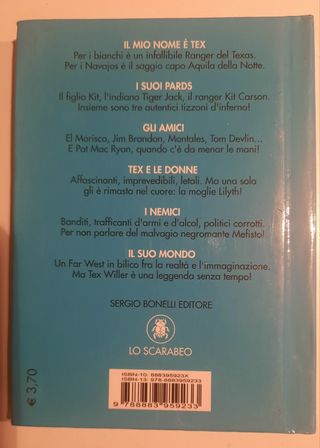 IL MIO NOME È TEX
Per i bianchi è un infallibile Ranger del Texas.
Per i Navajos è il saggio capo Aquila della Notte.
I SUOI PARDS
Il figlio Kit, l'indiano Tiger Jack, il ranger Kit Carson.
Insieme sono tre autentici tizzoni d'inferno!
GLI AMICI
El Morisco, Jim Brandon, Montales, Tom Devlin...
E Pat Mac Ryan, quando c'è da menar le mani!
TEX E LE DONNE
Affascinanti, imprevedibili, letali. Ma una sola
gli è rimasta nel cuore: la moglie Lilyth!
I NEMICI
Banditi, trafficanti d'armi e d'alcol, politici corrotti.
Per non parlare del malvagio negromante Mefisto!
IL SUO MONDO
Un Far West in bilico fra la realtà e l'immaginazione.
Ma Tex Willer è una leggenda senza tempo!
SERGIO BONELLI EDITORE
LO SCARABEO
ISBN-10: 888395923X
ISBN-13: 978-8883959233
9 788883 959233
€ 3,70